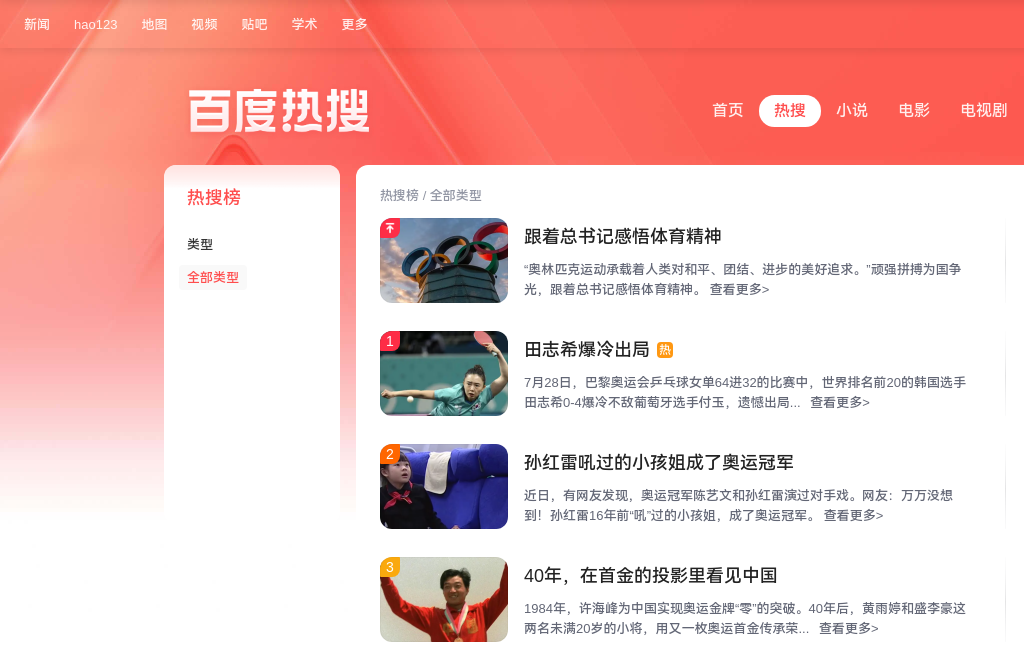 新闻 hao123 地图 视频 贴吧 学术 更多
百度热搜
首页 热搜 小说 电影 电视剧
热搜榜
类型
全部类型
热搜榜 / 全部类型
跟着总书记感悟体育精神
“奥林匹克运动承载着人类对和平、团结、进步的美好追求。”顽强拼搏为国争
光，跟着总书记感悟体育精神。 查看更多>
1
田志希爆冷出局 热
7月28日，巴黎奥运会乒乓球女单64进32的比赛中，世界排名前20的韩国选手
田志希0-4爆冷不敌葡萄牙选手付玉，遗憾出局... 查看更多>
2
孙红雷吼过的小孩姐成了奥运冠军
近日，有网友发现，奥运冠军陈艺文和孙红雷演过对手戏。网友：万万没想
到！孙红雷16年前“吼”过的小孩姐，成了奥运冠军。 查看更多>
3
40年，在首金的投影里看见中国
1984年，许海峰为中国实现奥运金牌“零”的突破。40年后，黄雨婷和盛李豪这
两名未满20岁的小将，用又一枚奥运首金传承荣... 查看更多>